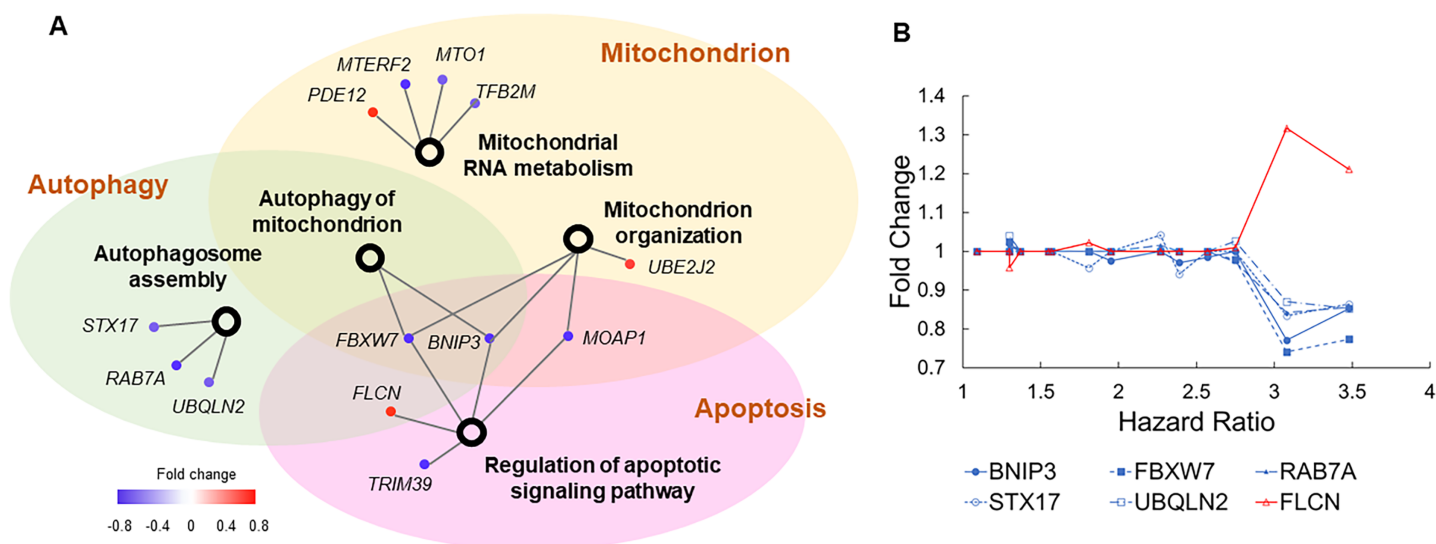 A
Mitochondrion
MTERF2
MTO1
PDE12
TFB2M
Mitochondrial
RNA metabolism
Autophagy
Autophagy of
mitochondrion
Mitochondrion
organization
UBE2J2
Autophagosome
assembly
STX17
RAB7A
UBQLN2
FBXW7
BNIP3
MOAP1
FLCN
Apoptosis
TRIM39
Regulation of apoptotic
signaling pathway
Fold change
-0.8 -0.4 0 0.4 0.8
B
Fold Change
1.4
1.3
1.2
1.1
1
0.9
0.8
0.7
1 1.5 2 2.5 3 3.5 4
Hazard Ratio
BNIP3 FBXW7 RAB7A
STX17 UBQLN2 FLCN